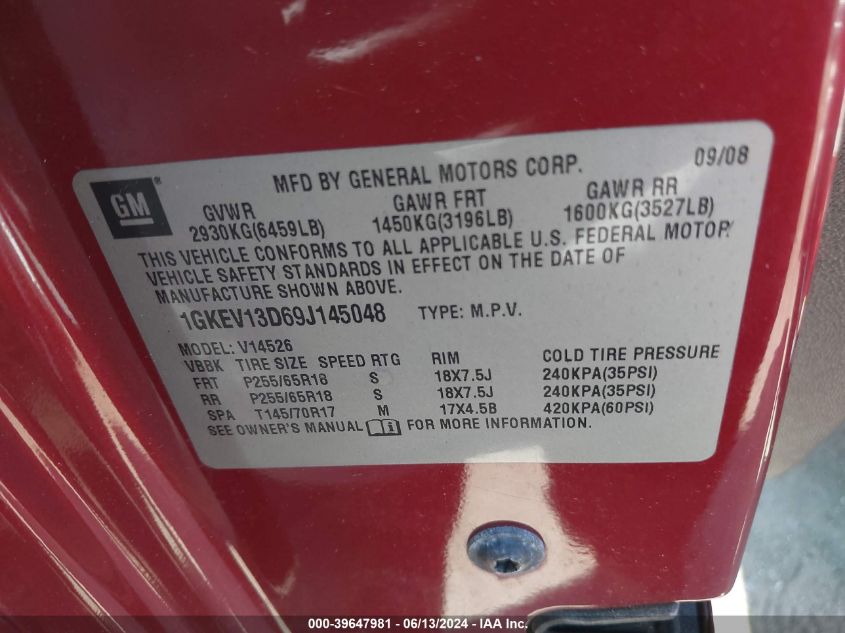 GM ®
MFD BY GENERAL MOTORS CORP. 09/08
GVWR GAWR FRT GAWR RR
2930KG(6459LB) 1450KG(3196LB) 1600KG(3527LB)
THIS VEHICLE CONFORMS TO ALL APPLICABLE U.S. FEDERAL MOTOR
VEHICLE SAFETY STANDARDS IN EFFECT ON THE DATE OF
MANUFACTURE SHOWN ABOVE.
1GKEV13D69J145048 TYPE: M.P.V.
MODEL: V14526
VBBK TIRE SIZE SPEED RTG RIM COLD TIRE PRESSURE
FRT P255/65R18 S 18X7.5J 240KPA(35PSI)
RR P255/65R18 S 18X7.5J 240KPA(35PSI)
SPA T145/70R17 M 17X4.5B 420KPA(60PSI)
SEE OWNER'S MANUAL FOR MORE INFORMATION.
000-39647981 - 06/13/2024 - IAA Inc.